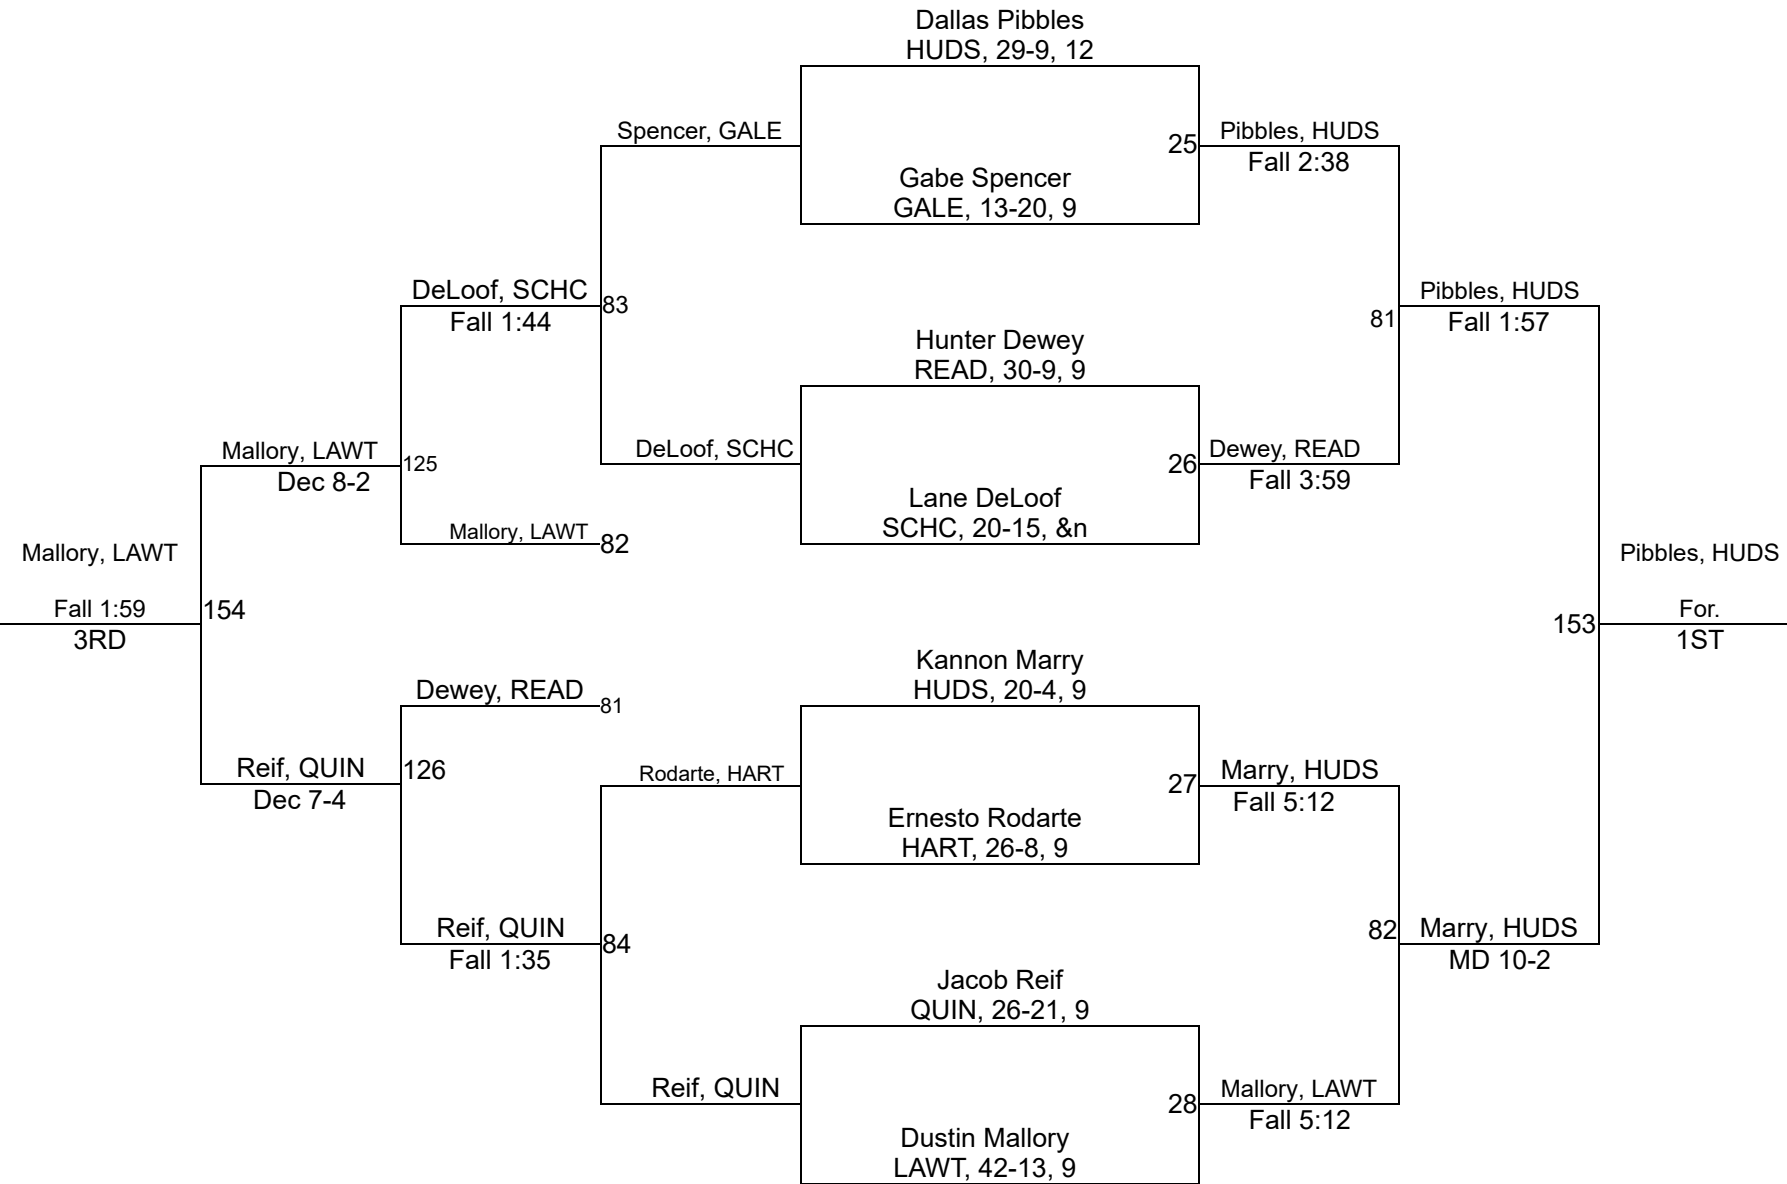 Dallas Pibbles
HUDS, 29-9, 12
Spencer, GALE
25
Pibbles, HUDS
Fall 2:38
Gabe Spencer
GALE, 13-20, 9
DeLoof, SCHC
Fall 1:44
83
81
Pibbles, HUDS
Fall 1:57
Hunter Dewey
READ, 30-9, 9
Mallory, LAWT
Dec 8-2
125
DeLoof, SCHC
26
Dewey, READ
Fall 3:59
Lane DeLoof
SCHC, 20-15, &n
Mallory, LAWT
82
Mallory, LAWT
Fall 1:59
3RD
154
153
Pibbles, HUDS
For.
1ST
Kannon Marry
HUDS, 20-4, 9
Dewey, READ
81
Reif, QUIN
Dec 7-4
126
Rodarte, HART
27
Marry, HUDS
Fall 5:12
Ernesto Rodarte
HART, 26-8, 9
Reif, QUIN
Fall 1:35
84
82
Marry, HUDS
MD 10-2
Jacob Reif
QUIN, 26-21, 9
Reif, QUIN
28
Mallory, LAWT
Fall 5:12
Dustin Mallory
LAWT, 42-13, 9